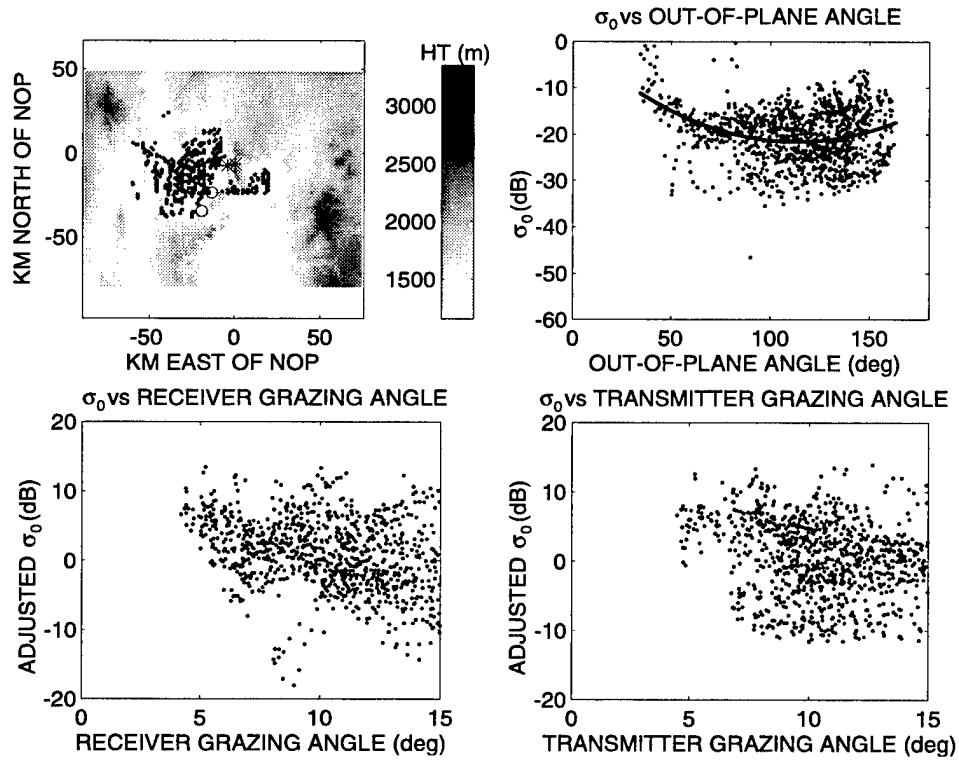 σ₀ vs OUT-OF-PLANE ANGLE
HT (m)
50
0
-50
KM NORTH OF NOP
-50 0 50
KM EAST OF NOP
3000
2500
2000
1500
0
-10
-20
-30
-40
-50
-60
σ₀ (dB)
0 50 100 150
OUT-OF-PLANE ANGLE (deg)
σ₀ vs RECEIVER GRAZING ANGLE
20
10
0
-10
-20
ADJUSTED σ₀ (dB)
0 5 10 15
RECEIVER GRAZING ANGLE (deg)
σ₀ vs TRANSMITTER GRAZING ANGLE
20
10
0
-10
-20
ADJUSTED σ₀ (dB)
0 5 10 15
TRANSMITTER GRAZING ANGLE (deg)